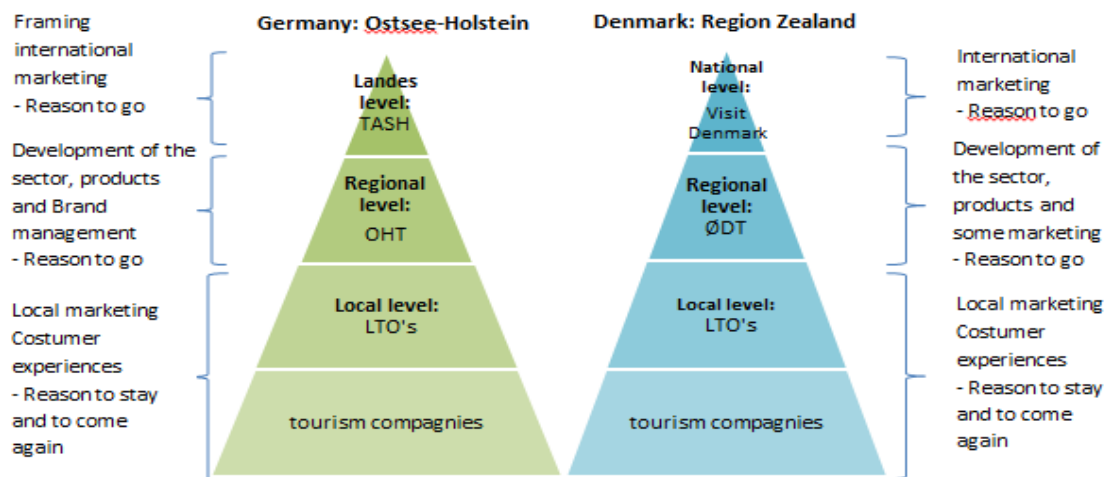 Germany: Ostsee-Holstein
Denmark: Region Zealand
Framing
international
marketing
- Reason to go
Development of the
sector, products
and Brand
management
- Reason to go
Local marketing
Costumer
experiences
- Reason to stay
and to come
again
Landes
level:
TASH
Regional
level:
OHT
Local level:
LTO's
tourism compagnies
National
level:
Visit
Denmark
Regional
level:
ØDT
Local level:
LTO's
tourism compagnies
International
marketing
- Reason to go
Development of
the sector,
products and
some marketing
- Reason to go
Local marketing
Costumer
experiences
- Reason to stay
and to come
again